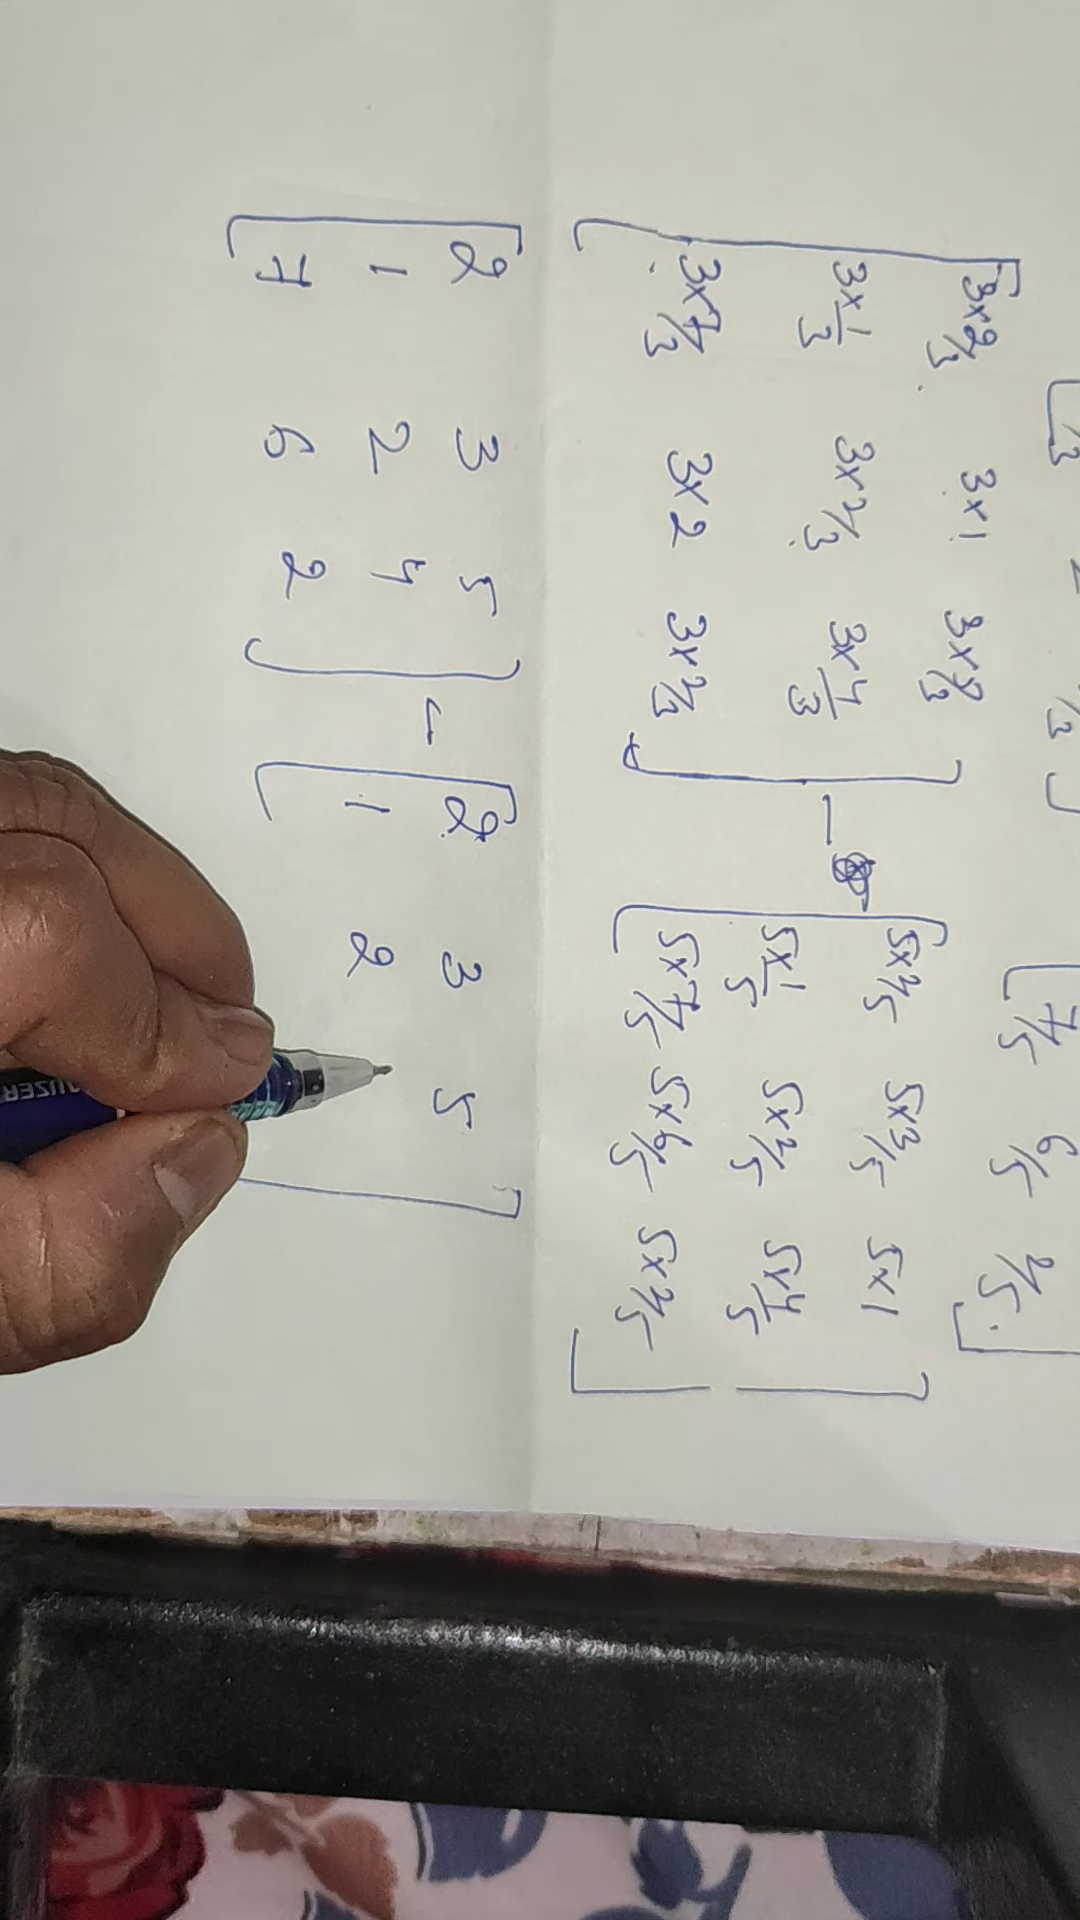 /3 2 /3] [7/5 6/5 2/5.]
[3×2/3 3×1 3× /3] [5×2/5 5×3/5 5×1]
[3×1/3 3×2/3 3×4/3] - [5×1/5 5×2/5 5×4/5]
[3×7/3 3×2 3×2/3] [5×7/5 5×6/5 5×2/5]
[2 3 5] [2 3 5]
[1 2 4] - [1 2
[7 6 2]